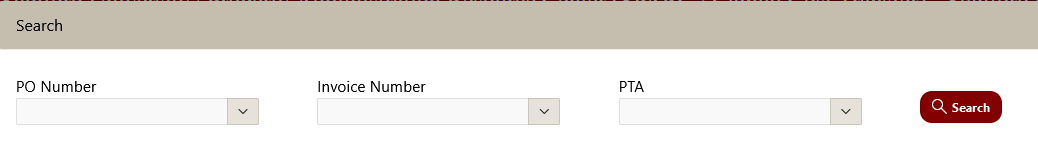 Search
PO Number
Invoice Number
PTA
Search